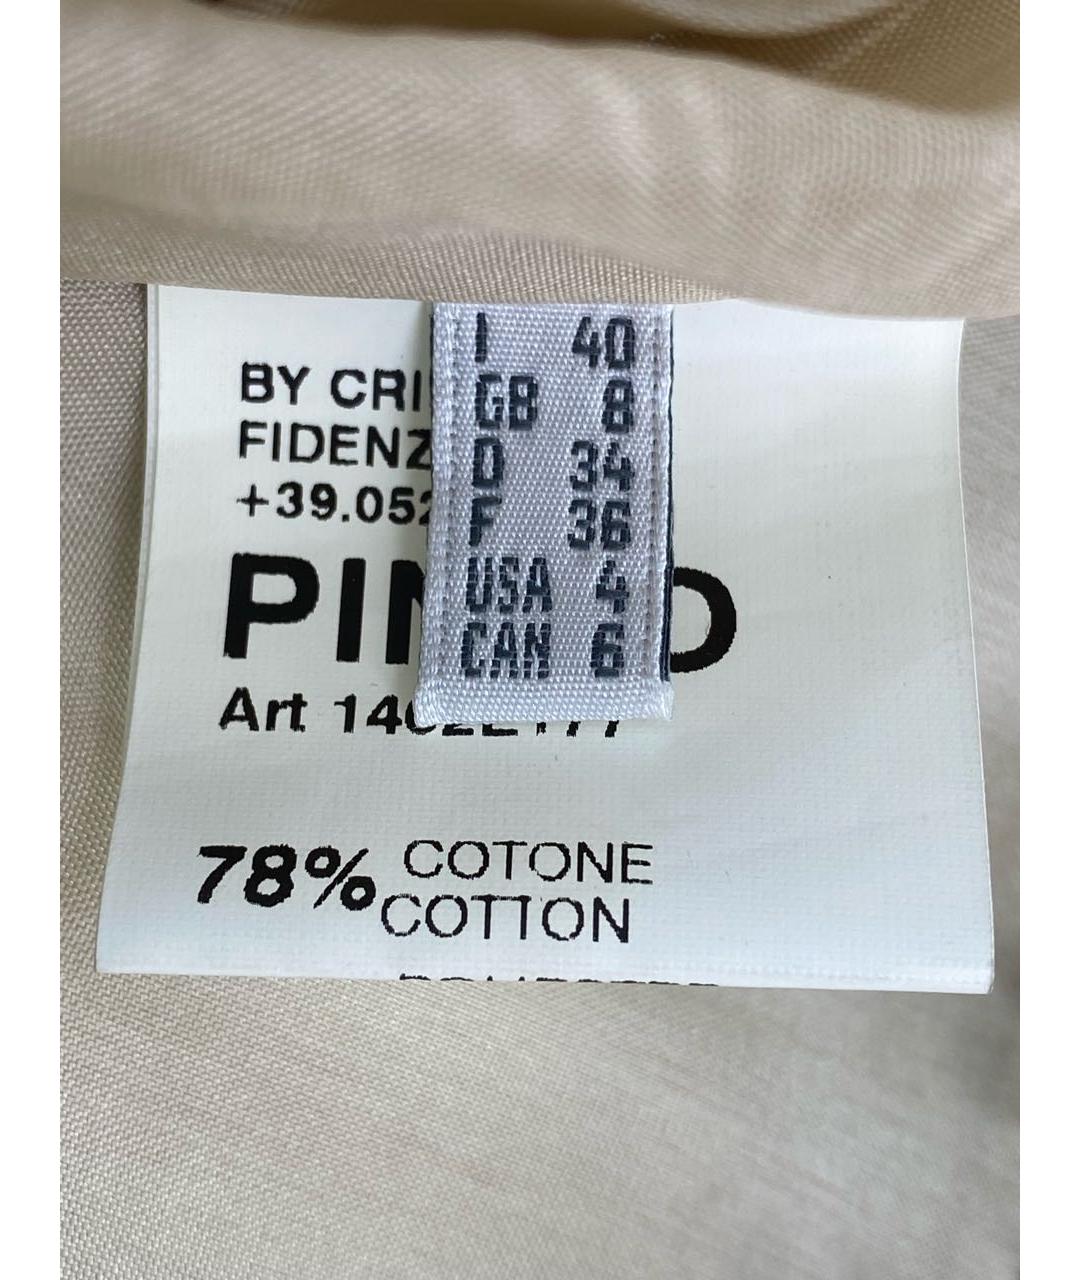 I 40
GB 8
D 34
F 36
USA 4
CAN 6
BY CRI
FIDENZ
+39.052
PIN
Art
78% COTONE
COTTON